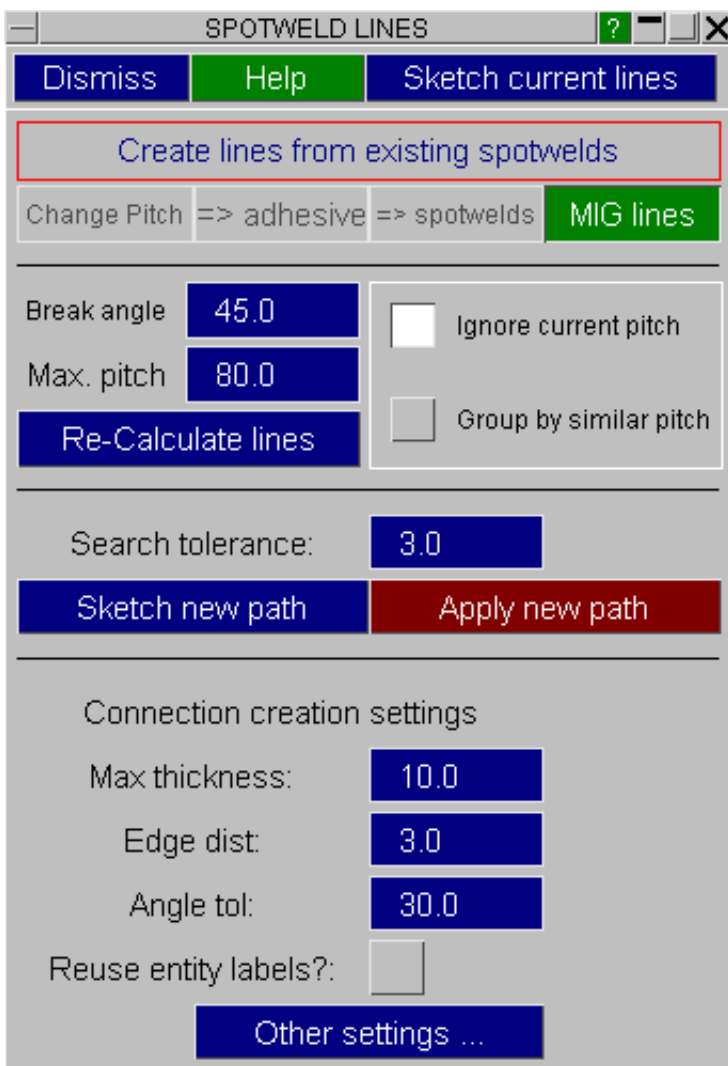 SPOTWELD LINES ?
Dismiss Help Sketch current lines
Create lines from existing spotwelds
Change Pitch => adhesive => spotwelds MIG lines
Break angle 45.0 Ignore current pitch
Max. pitch 80.0
Group by similar pitch
Re-Calculate lines
Search tolerance: 3.0
Sketch new path Apply new path
Connection creation settings
Max thickness: 10.0
Edge dist: 3.0
Angle tol: 30.0
Reuse entity labels?:
Other settings ...